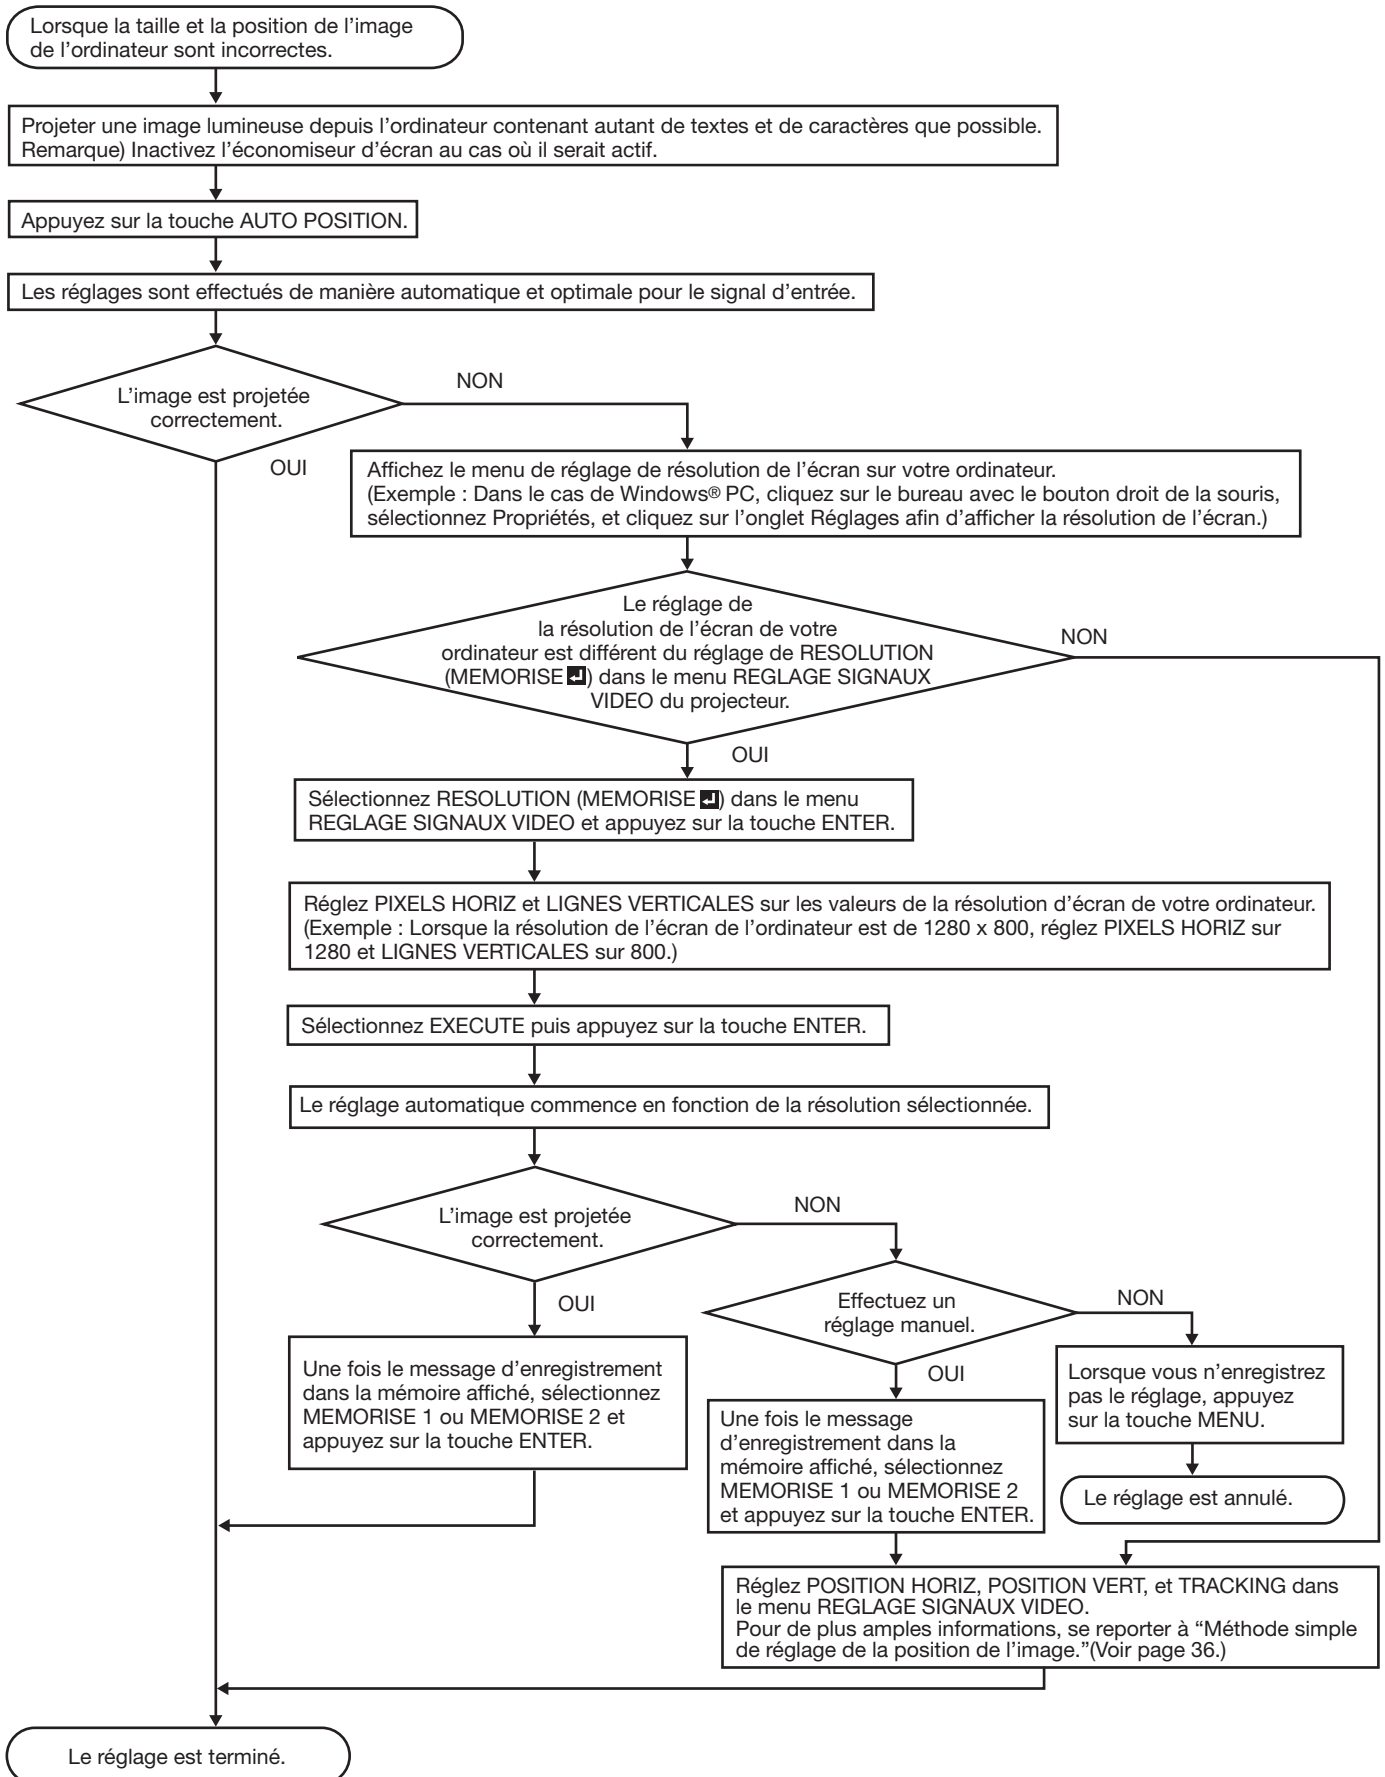 Lorsque la taille et la position de l’image
de l’ordinateur sont incorrectes.
Projeter une image lumineuse depuis l’ordinateur contenant autant de textes et de caractères que possible.
Remarque) Inactivez l’économiseur d’écran au cas où il serait actif.
Appuyez sur la touche AUTO POSITION.
Les réglages sont effectués de manière automatique et optimale pour le signal d’entrée.
L’image est projetée
correctement.
NON
OUI
Affichez le menu de réglage de résolution de l’écran sur votre ordinateur.
(Exemple : Dans le cas de Windows® PC, cliquez sur le bureau avec le bouton droit de la souris,
sélectionnez Propriétés, et cliquez sur l’onglet Réglages afin d’afficher la résolution de l’écran.)
Le réglage de
la résolution de l’écran de votre
ordinateur est différent du réglage de RESOLUTION
(MEMORISE ↵) dans le menu REGLAGE SIGNAUX
VIDEO du projecteur.
NON
OUI
Sélectionnez RESOLUTION (MEMORISE ↵) dans le menu
REGLAGE SIGNAUX VIDEO et appuyez sur la touche ENTER.
Réglez PIXELS HORIZ et LIGNES VERTICALES sur les valeurs de la résolution d’écran de votre ordinateur.
(Exemple : Lorsque la résolution de l’écran de l’ordinateur est de 1280 x 800, réglez PIXELS HORIZ sur
1280 et LIGNES VERTICALES sur 800.)
Sélectionnez EXECUTE puis appuyez sur la touche ENTER.
Le réglage automatique commence en fonction de la résolution sélectionnée.
L’image est projetée
correctement.
NON
OUI
Effectuez un
réglage manuel.
NON
OUI
Une fois le message d’enregistrement
dans la mémoire affiché, sélectionnez
MEMORISE 1 ou MEMORISE 2 et
appuyez sur la touche ENTER.
Une fois le message
d’enregistrement dans la
mémoire affiché, sélectionnez
MEMORISE 1 ou MEMORISE 2
et appuyez sur la touche ENTER.
Lorsque vous n’enregistrez
pas le réglage, appuyez
sur la touche MENU.
Le réglage est annulé.
Réglez POSITION HORIZ, POSITION VERT, et TRACKING dans
le menu REGLAGE SIGNAUX VIDEO.
Pour de plus amples informations, se reporter à “Méthode simple
de réglage de la position de l’image.”(Voir page 36.)
Le réglage est terminé.